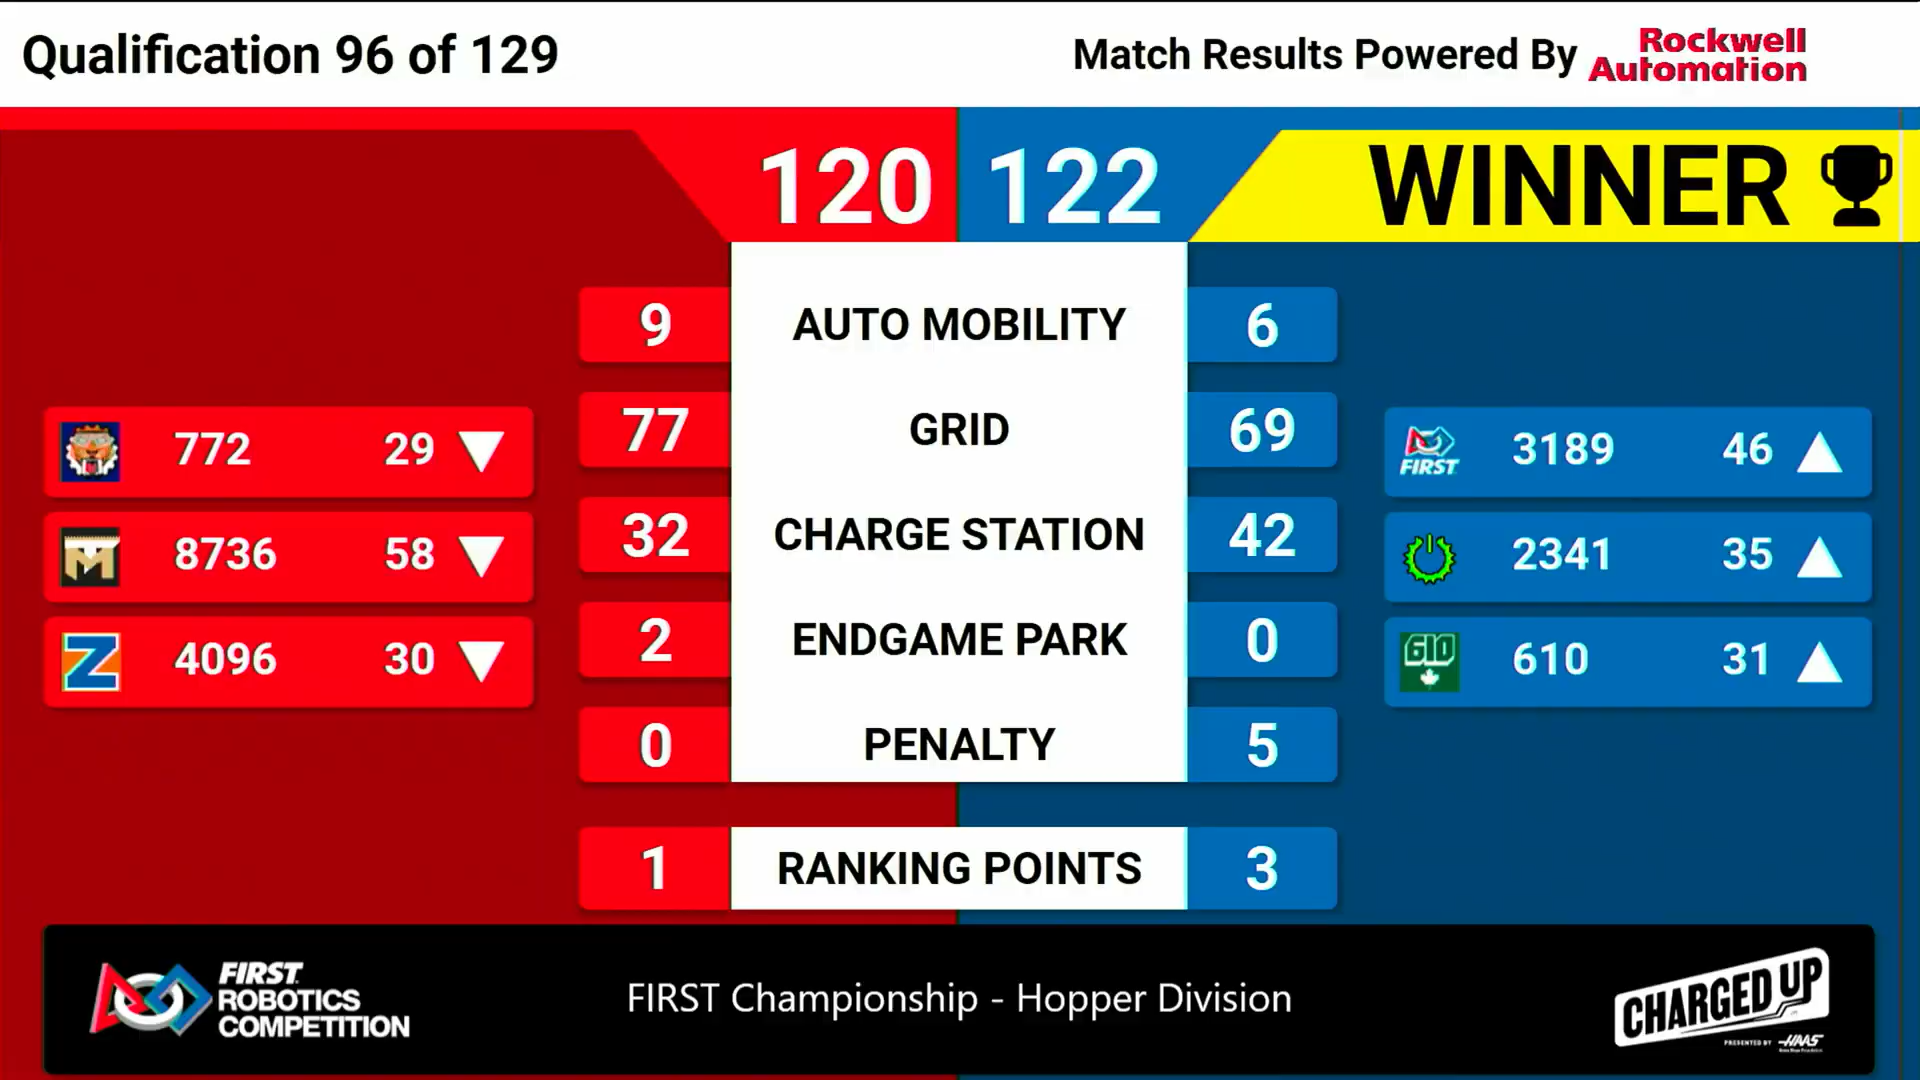 Qualification 96 of 129
Match Results Powered By
Rockwell
Automation
120 122 WINNER
9 AUTO MOBILITY 6
77 GRID 69
32 CHARGE STATION 42
2 ENDGAME PARK 0
0 PENALTY 5
1 RANKING POINTS 3
772 29
8736 58
4096 30
FIRST 3189 46
2341 35
610 610 31
FIRST
ROBOTICS
COMPETITION
FIRST Championship - Hopper Division
CHARGED UP
PRESENTED BY HAAS